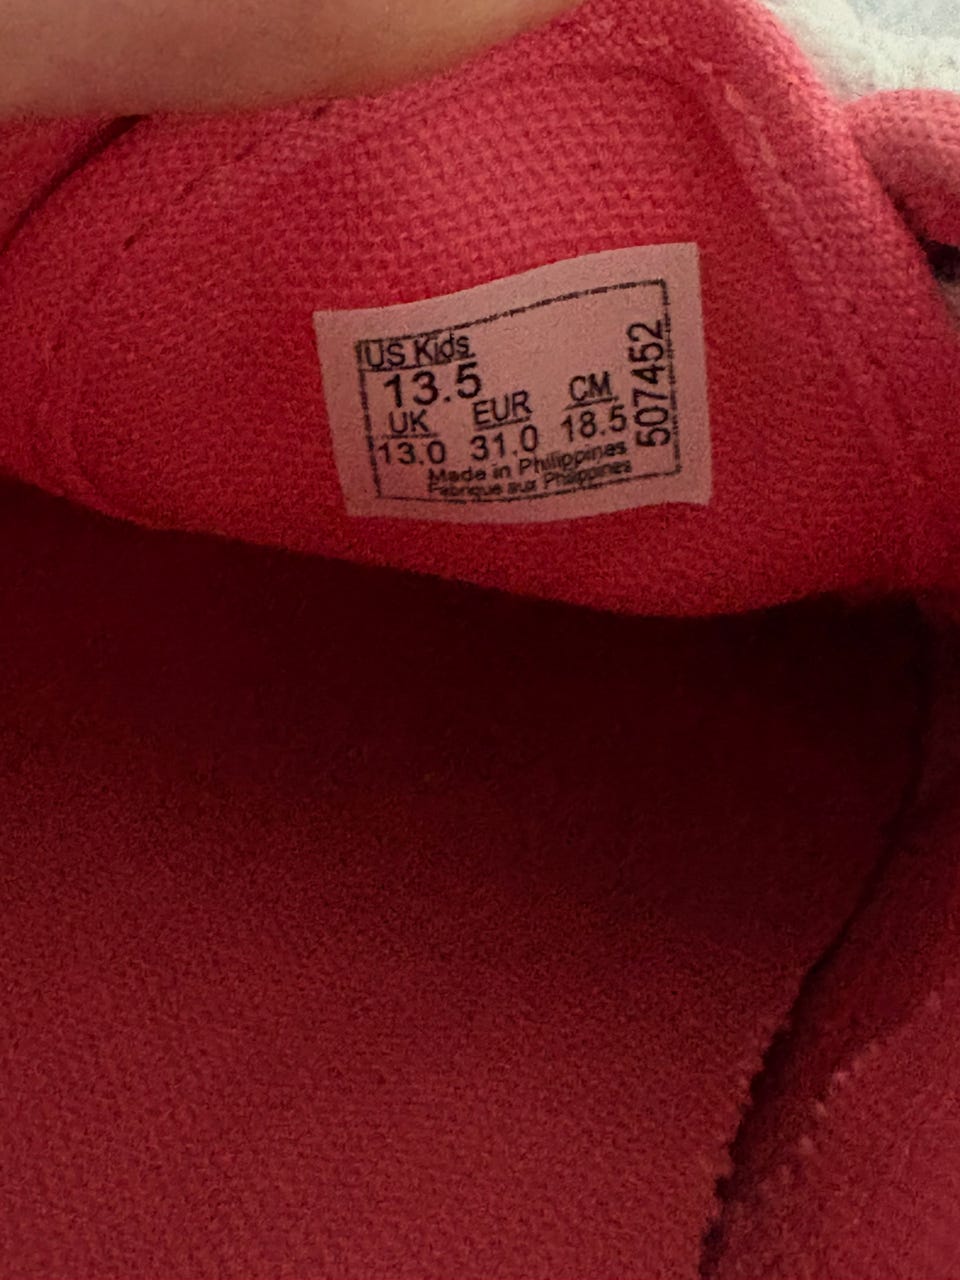 US Kids
13.5
UK EUR CM
13.0 31.0 18.5
Made in Philippines
Fabrique aux Philippines
507452